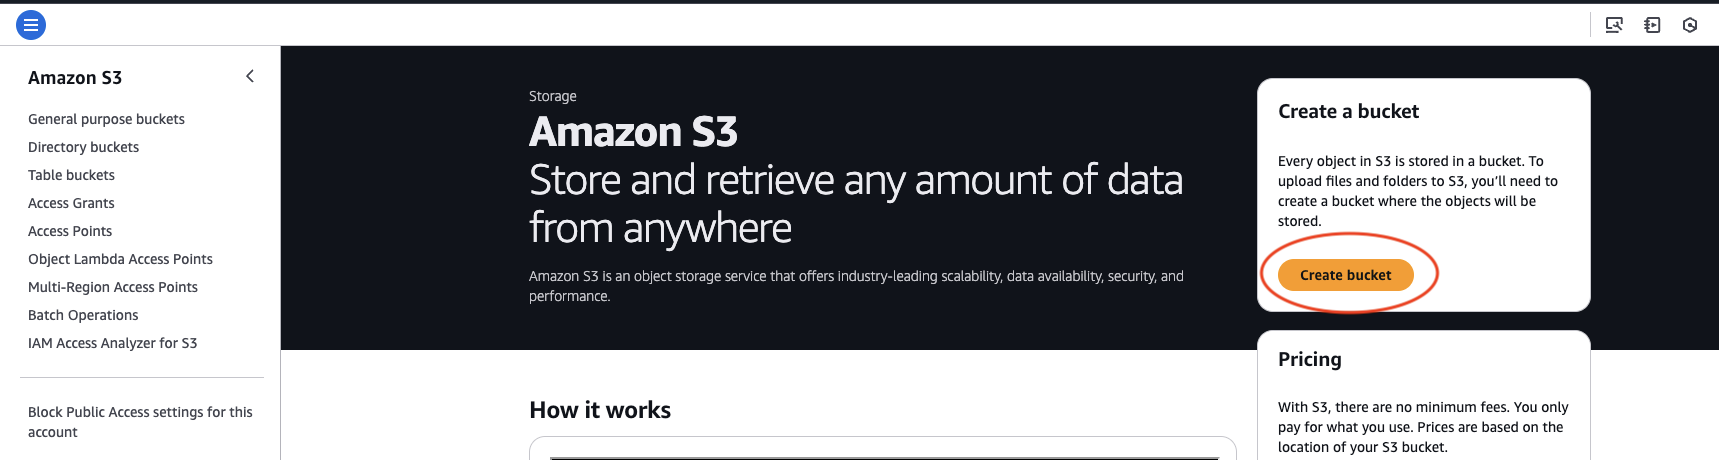 Amazon S3
General purpose buckets
Directory buckets
Table buckets
Access Grants
Access Points
Object Lambda Access Points
Multi-Region Access Points
Batch Operations
IAM Access Analyzer for S3
Block Public Access settings for this
account
Storage
Amazon S3
Store and retrieve any amount of data
from anywhere
Amazon S3 is an object storage service that offers industry-leading scalability, data availability, security, and
performance.
How it works
Create a bucket
Every object in S3 is stored in a bucket. To
upload files and folders to S3, you’ll need to
create a bucket where the objects will be
stored.
Create bucket
Pricing
With S3, there are no minimum fees. You only
pay for what you use. Prices are based on the
location of your S3 bucket.